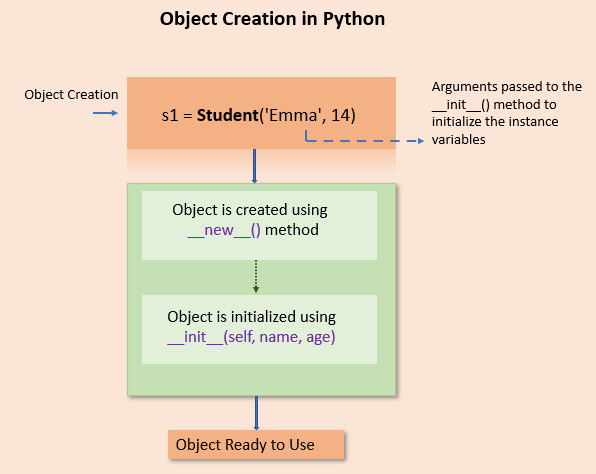 Object Creation in Python
Object Creation
s1 = Student('Emma', 14)
Arguments passed to the
__init__() method to
initialize the instance
variables
Object is created using
__new__() method
Object is initialized using
__init__(self, name, age)
Object Ready to Use